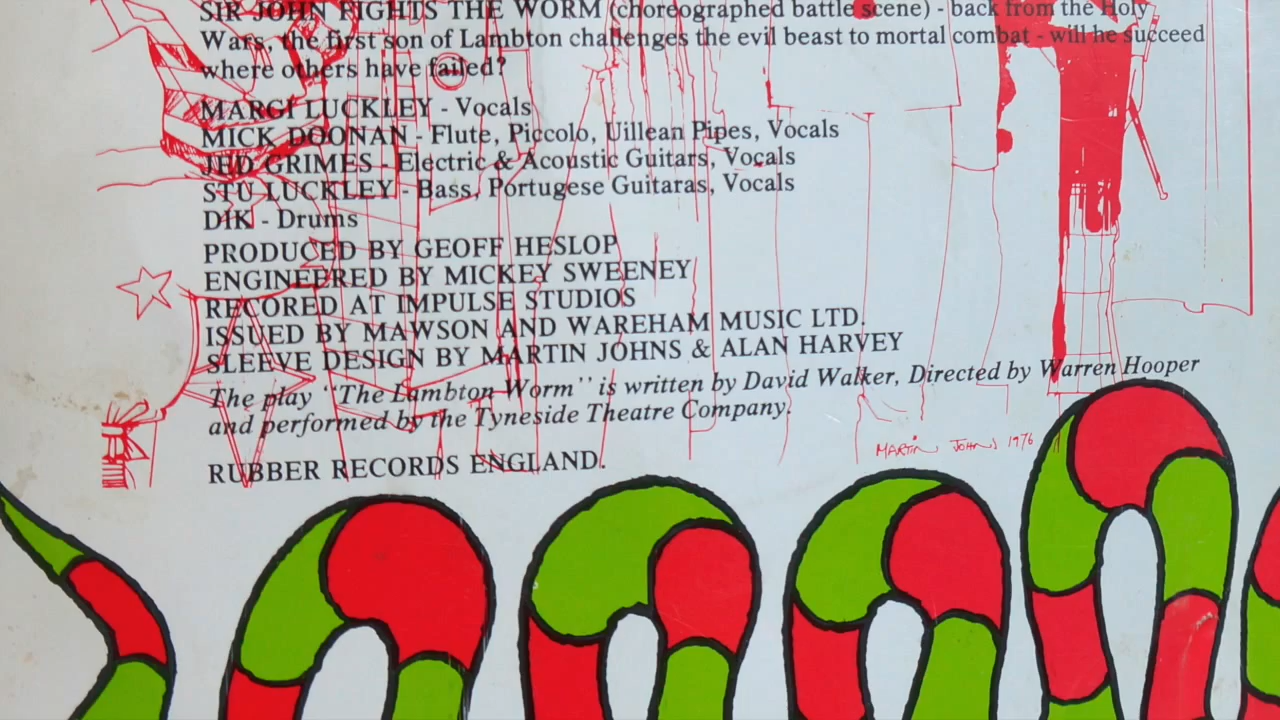 SIR JOHN FIGHTS THE WORM (choreographed battle scene) - back from the Holy
Wars, the first son of Lambton challenges the evil beast to mortal combat - will he succeed
where others have failed?
MARGI LUCKLEY - Vocals
MICK DOONAN - Flute, Piccolo, Uillean Pipes, Vocals
JED GRIMES - Electric & Acoustic Guitars, Vocals
STU LUCKLEY - Bass, Portugese Guitaras, Vocals
DIK - Drums
PRODUCED BY GEOFF HESLOP
ENGINEERED BY MICKEY SWEENEY
RECORED AT IMPULSE STUDIOS
ISSUED BY MAWSON AND WAREHAM MUSIC LTD.
SLEEVE DESIGN BY MARTIN JOHNS & ALAN HARVEY
The play "The Lambton Worm" is written by David Walker, Directed by Warren Hooper
and performed by the Tyneside Theatre Company.
MARTIN JOHNS 1976
RUBBER RECORDS ENGLAND.